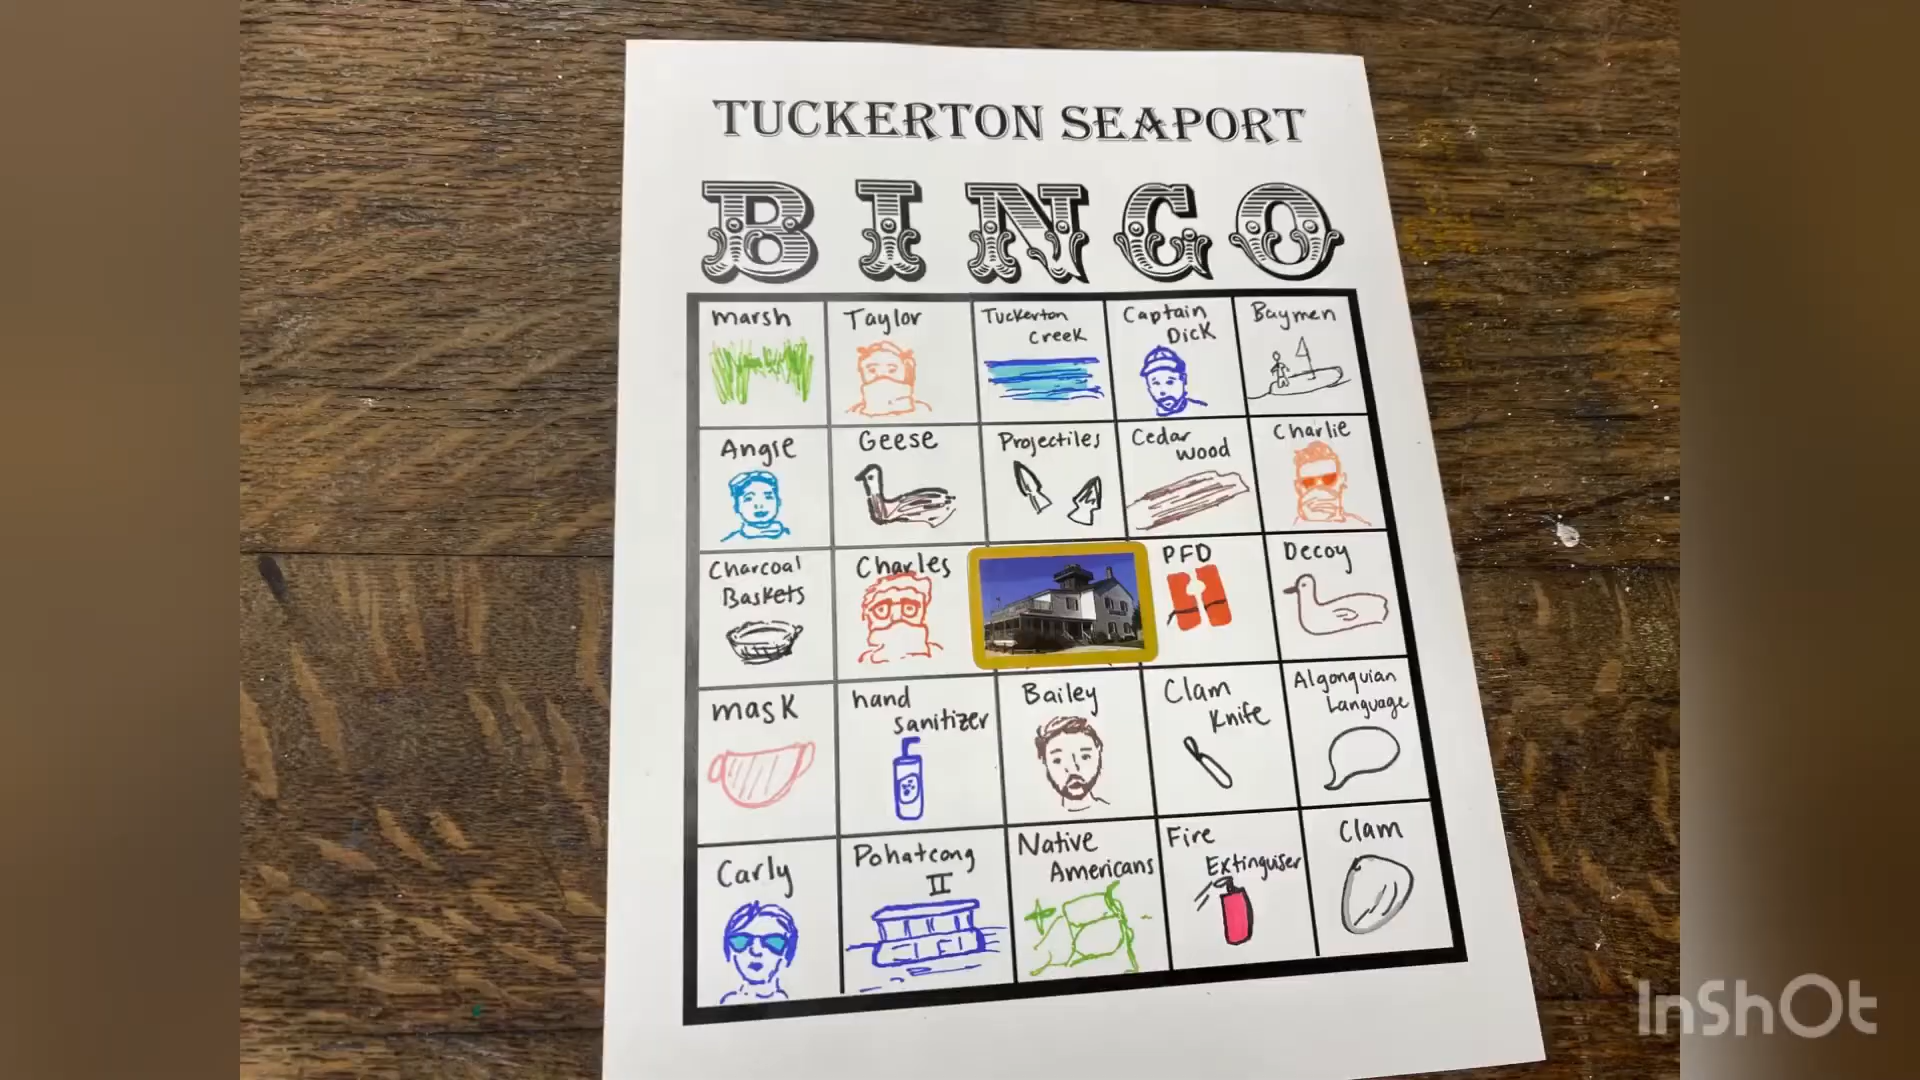 TUCKERTON SEAPORT
BINGO
marsh
Taylor
Tuckerton
Creek
Captain
Dick
Baymen
Angie
Geese
Projectiles
Cedar
wood
Charlie
Charcoal
Baskets
Charles
PFD
Decoy
mask
hand
sanitizer
Bailey
Clam
Knife
Algonquian
Language
Carly
Pohatcong
II
Native
Americans
Fire
Extinguiser
Clam
InShOt